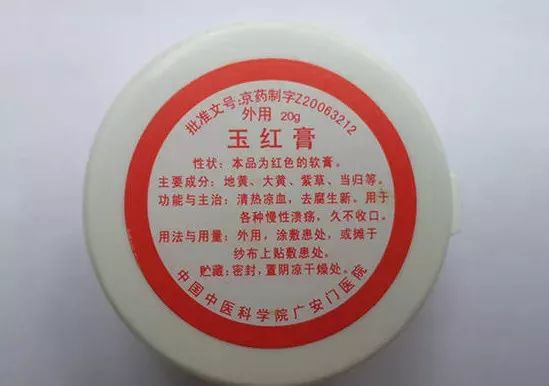 批准文号:京药制字Z20063212
外用 20g
玉红膏
性状：本品为红色的软膏。
主要成分：地黄、大黄、紫草、当归等。
功能与主治：清热凉血，去腐生新。用于
各种慢性溃疡，久不收口。
用法与用量：外用，涂敷患处，或摊于
纱布上贴敷患处。
贮藏:密封,置阴凉干燥处。
中国中医科学院广安门医院